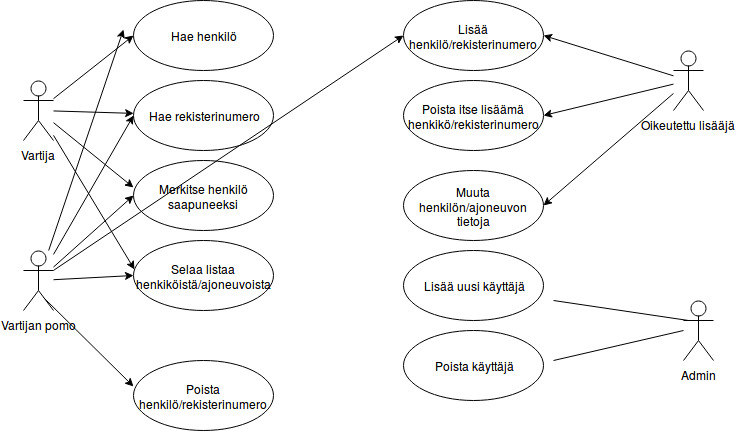 Hae henkilö
Hae rekisterinumero
Vartija
Merkitse henkilö
saapuneeksi
Selaa listaa
henkiköistä/ajoneuvoista
Vartijan pomo
Poista
henkilö/rekisterinumero
Lisää
henkilö/rekisterinumero
Poista itse lisäämä
henkikö/rekisterinumero
Oikeutettu lisääjä
Muuta
henkilön/ajoneuvon
tietoja
Lisää uusi käyttäjä
Poista käyttäjä
Admin